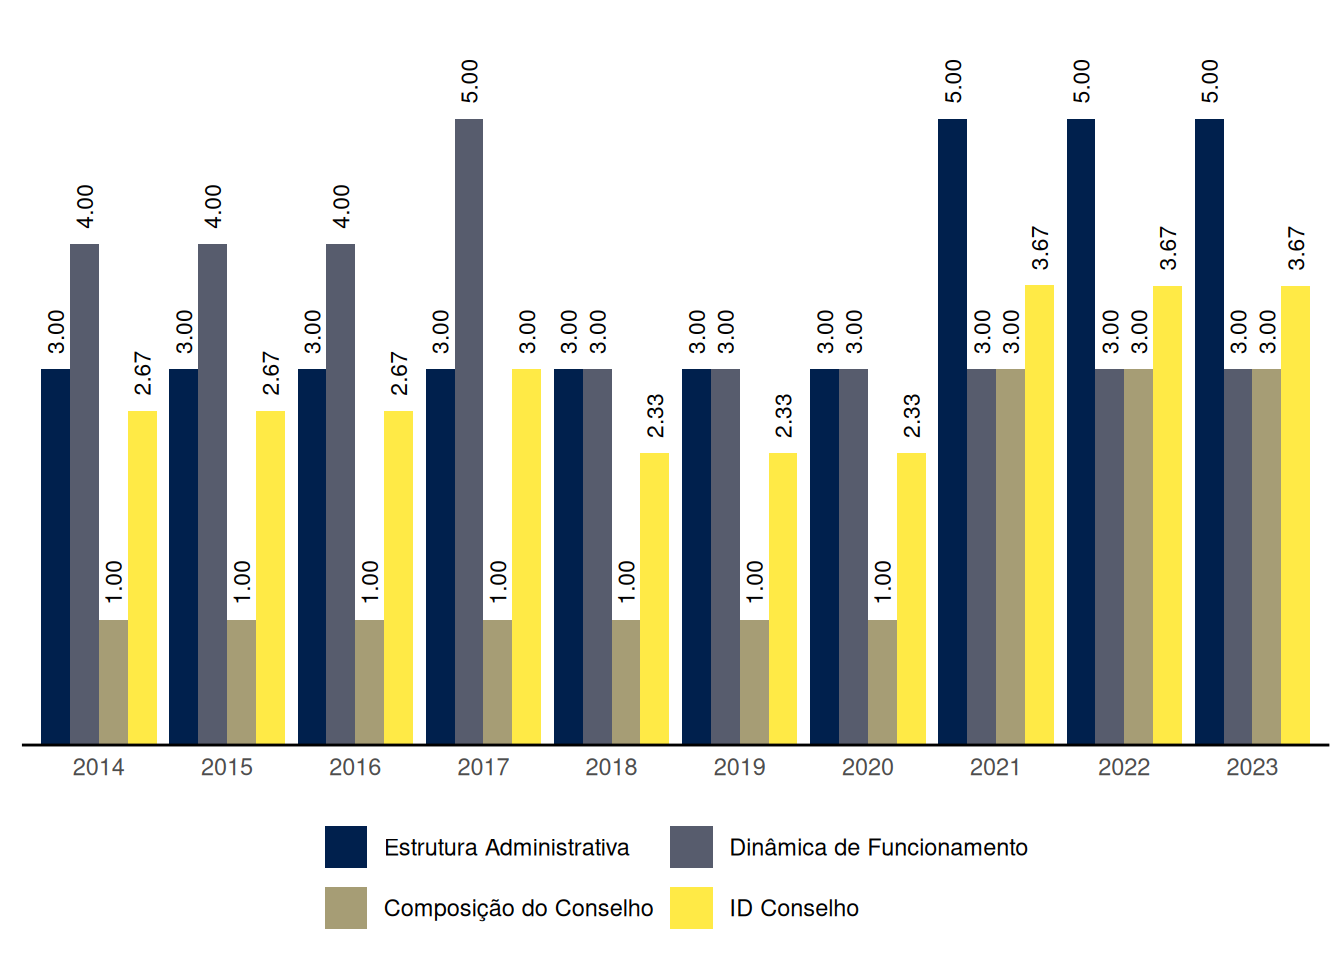 5.00 5.00 5.00 5.00
4.00 4.00 4.00
3.67 3.67 3.67
3.00 3.00 3.00 3.00 3.00 3.00 3.00 3.00 3.00 3.00 3.00 3.00 3.00 3.00 3.00 3.00 3.00
2.67 2.67 2.67
2.33 2.33 2.33
1.00 1.00 1.00 1.00 1.00 1.00 1.00
2014 2015 2016 2017 2018 2019 2020 2021 2022 2023
Estrutura Administrativa Dinâmica de Funcionamento
Composição do Conselho ID Conselho